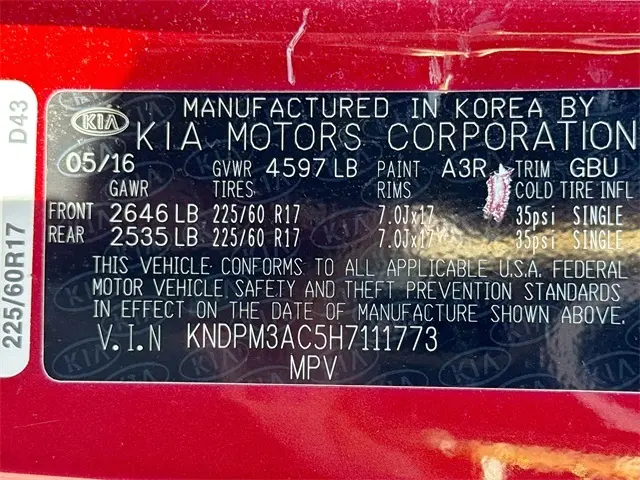 D43
225/60R17
KIA
MANUFACTURED IN KOREA BY
KIA MOTORS CORPORATION
05/16 GVWR 4597 LB PAINT A3R TRIM GBU
GAWR TIRES RIMS COLD TIRE INFL
FRONT 2646 LB 225/60 R17 7.0Jx17 35psi SINGLE
REAR 2535 LB 225/60 R17 7.0Jx17 35psi SINGLE
THIS VEHICLE CONFORMS TO ALL APPLICABLE U.S.A. FEDERAL
MOTOR VEHICLE SAFETY AND THEFT PREVENTION STANDARDS
IN EFFECT ON THE DATE OF MANUFACTURE SHOWN ABOVE.
V.I.N KNDPM3AC5H7111773
MPV